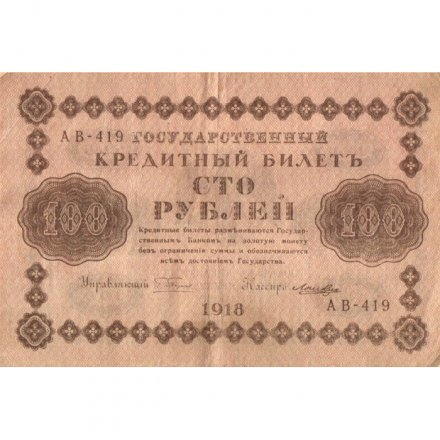 АВ-419 ГОСУДАРСТВЕННЫЙ
КРЕДИТНЫЙ БИЛЕТЪ
100 СТО 100
РУБЛЕЙ
Кредитные билеты размѣниваются Государ-
ственнымъ Банкомъ на золотую монету
безъ ограниченія суммы и обезпечиваются
всѣмъ достояніемъ Государства.
Управляющій Кассиръ
1918 АВ-419